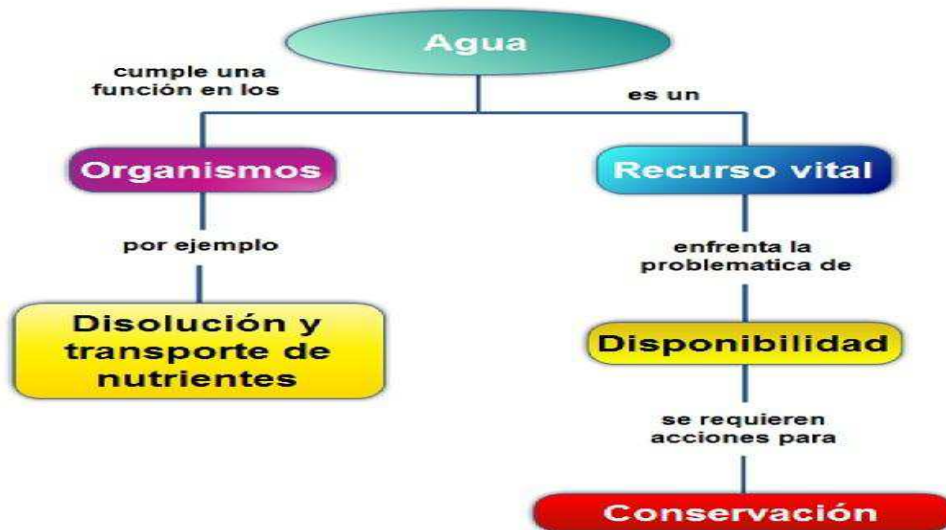 Agua
cumple una
función en los
es un
Organismos
Recurso vital
por ejemplo
enfrenta la
problematica de
Disolución y
transporte de
nutrientes
Disponibilidad
se requieren
acciones para
Conservación